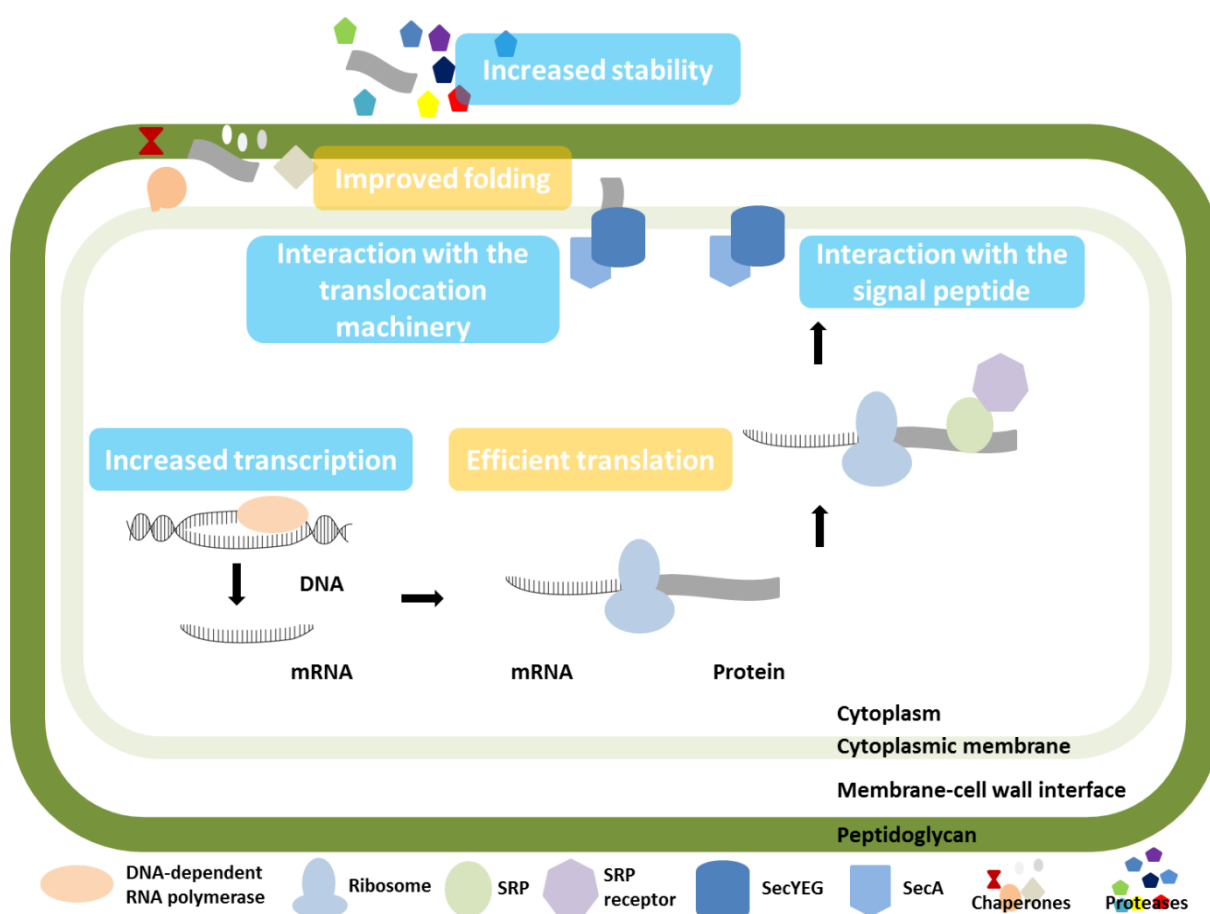 Increased stability
Improved folding
Interaction with the
translocation
machinery
Interaction with the
signal peptide
Increased transcription
Efficient translation
DNA
mRNA
mRNA
Protein
Cytoplasm
Cytoplasmic membrane
Membrane-cell wall interface
Peptidoglycan
DNA-dependent
RNA polymerase
Ribosome
SRP
SRP
receptor
SecYEG
SecA
Chaperones
Proteases